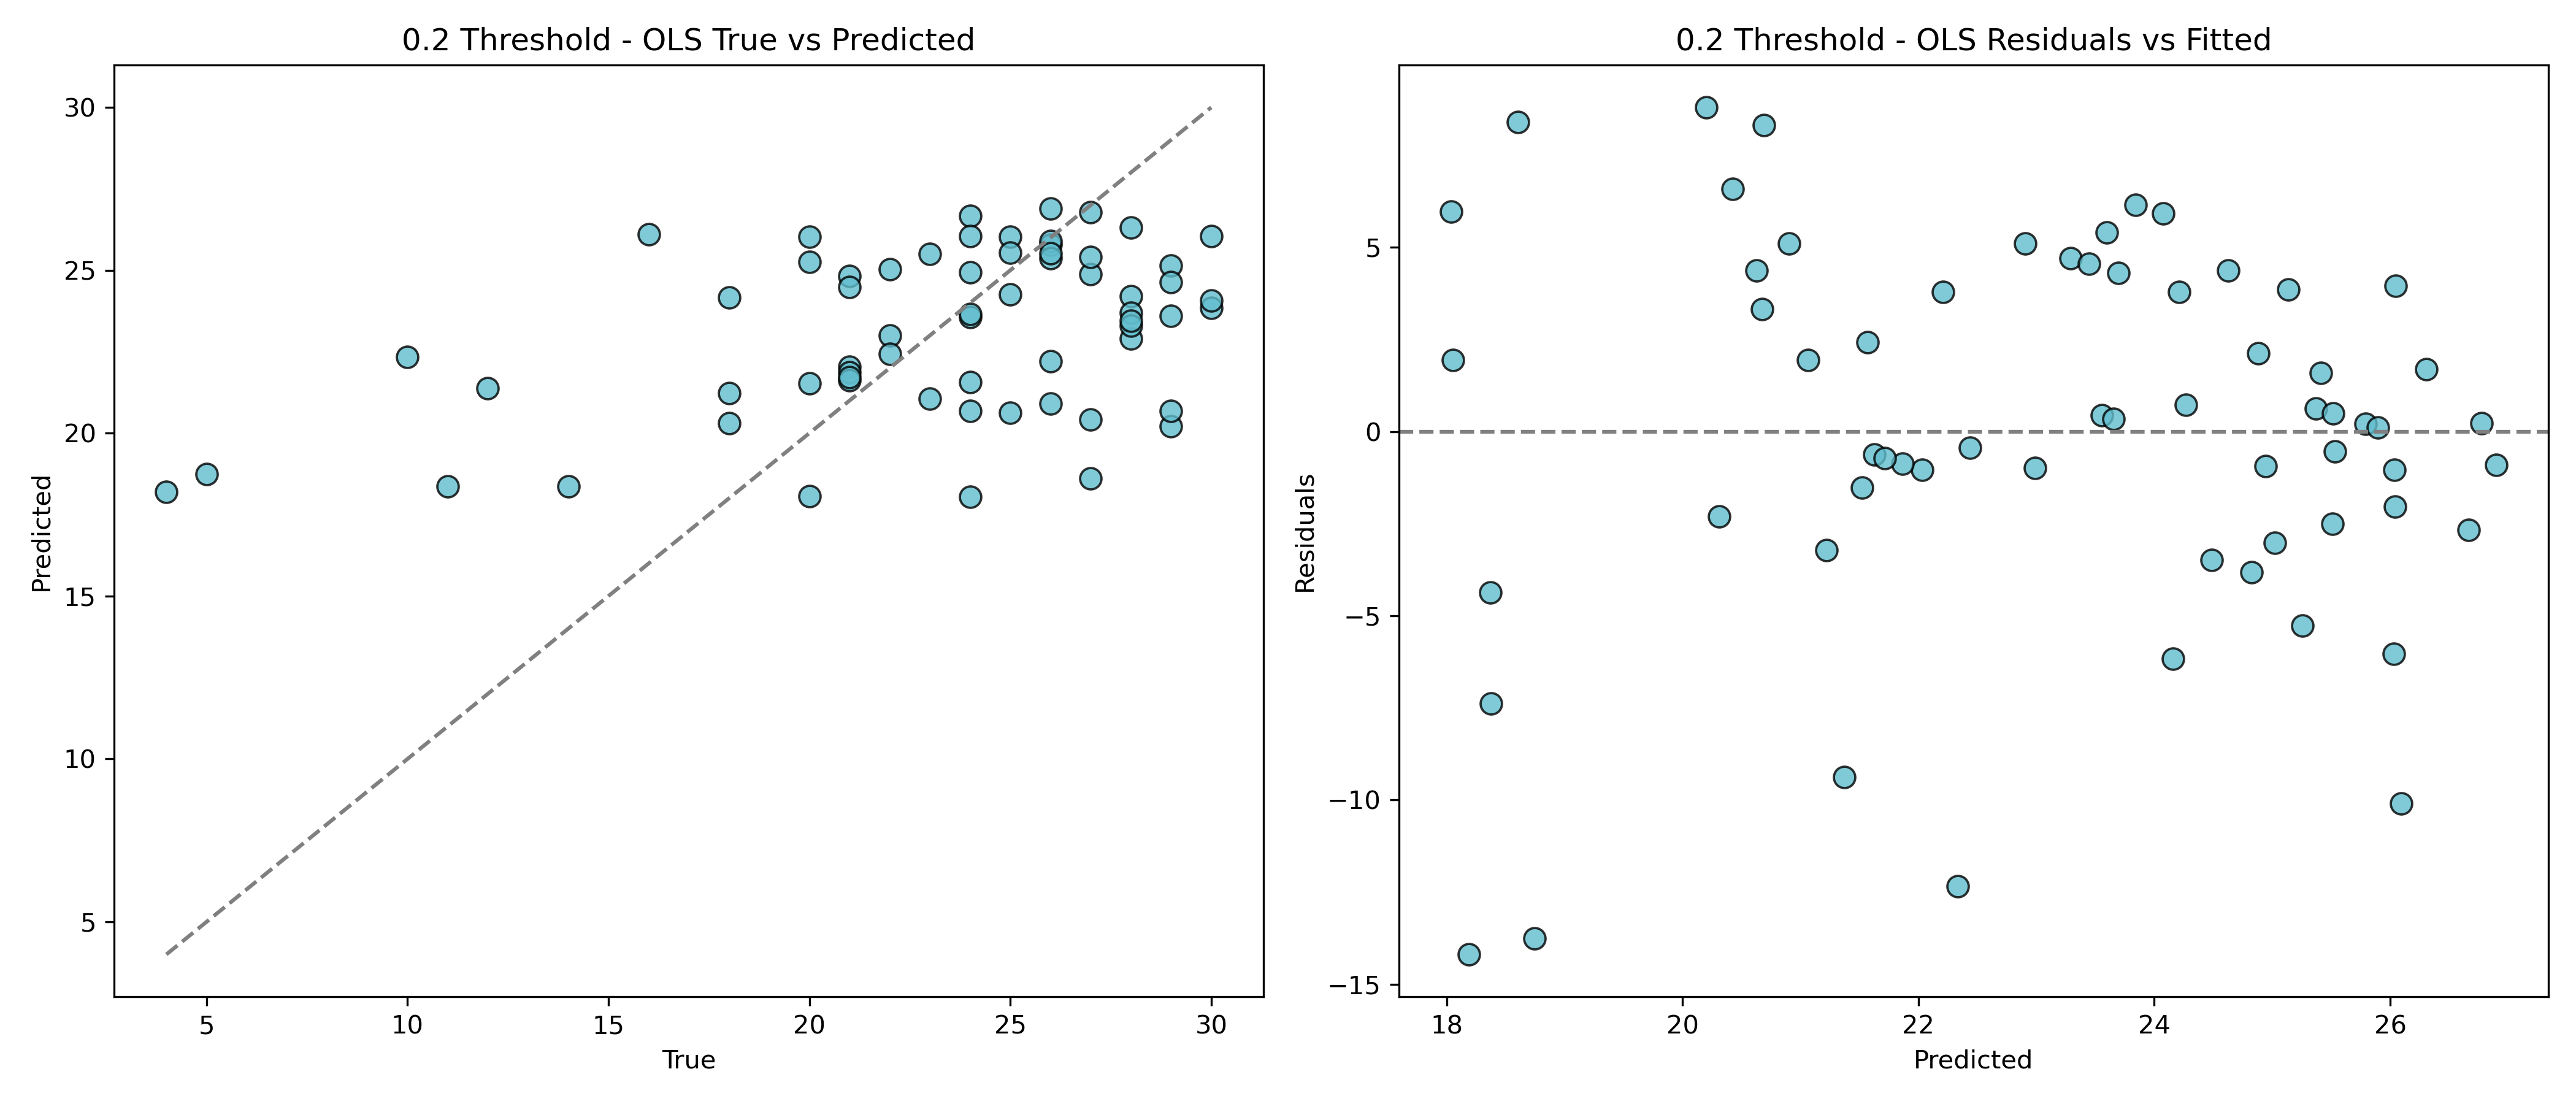 0.2 Threshold - OLS True vs Predicted
30
25
20
15
10
5
Predicted
5 10 15 20 25 30
True
0.2 Threshold - OLS Residuals vs Fitted
5
0
−5
−10
−15
Residuals
18 20 22 24 26
Predicted